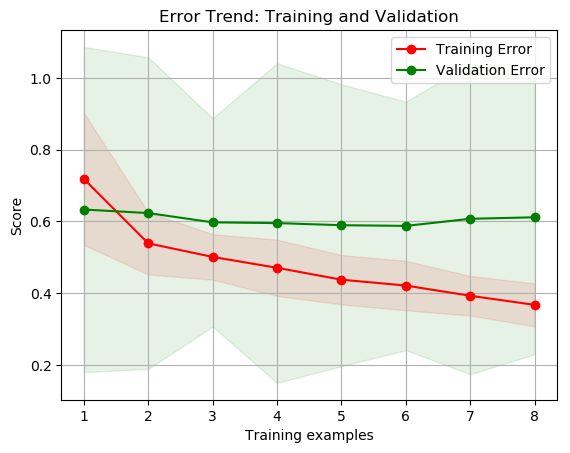 Error Trend: Training and Validation
Training Error
Validation Error
Score
1.0
0.8
0.6
0.4
0.2
1 2 3 4 5 6 7 8
Training examples